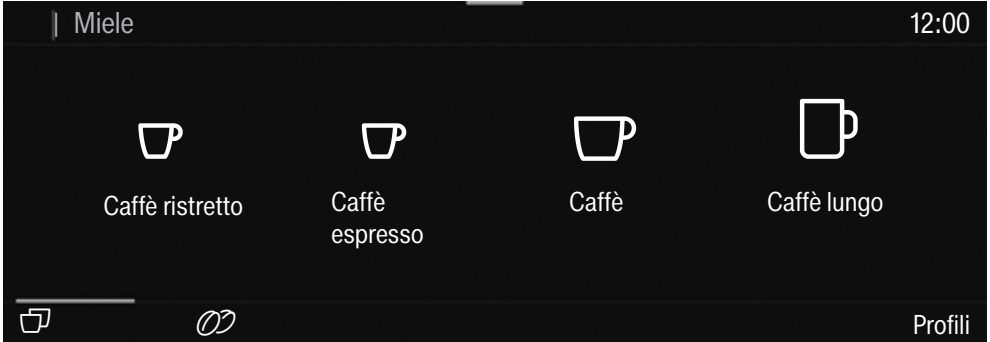 Miele
12:00
Caffè ristretto
Caffè
espresso
Caffè
Caffè lungo
Profili